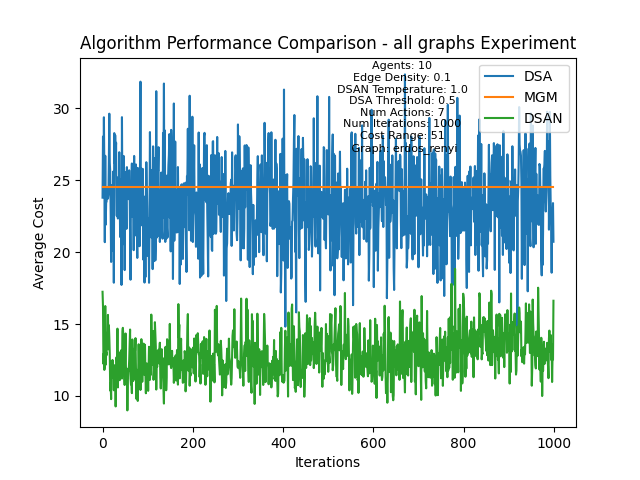 Algorithm Performance Comparison - all graphs Experiment
Agents: 10
Edge Density: 0.1
DSAN Temperature: 1.0
DSA Threshold: 0.5
Num Actions: 7
Num Iterations: 1000
Cost Range: 51
Graph: erdos_renyi
DSA
MGM
DSAN
Average Cost
30
25
20
15
10
0
200
400
600
800
1000
Iterations